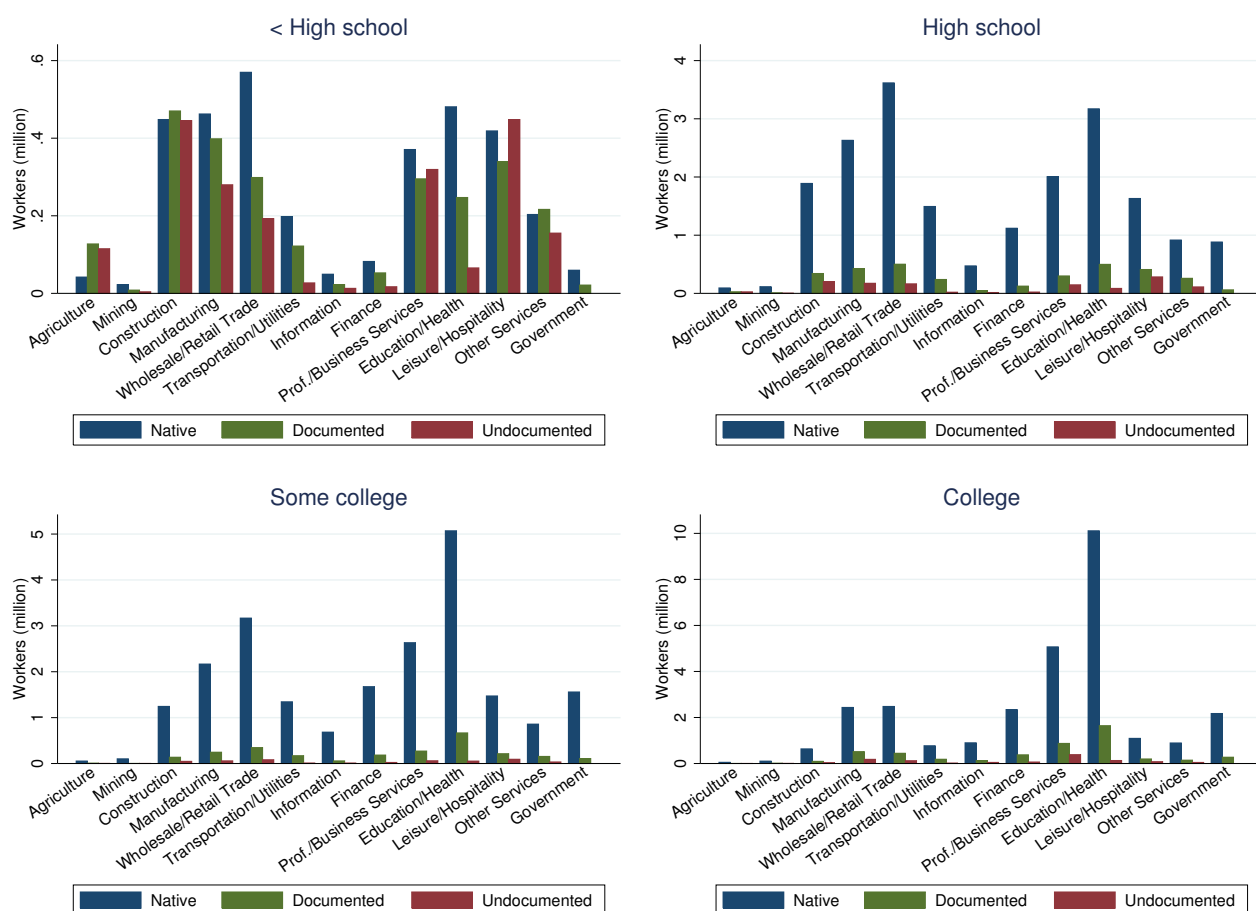 < High school
Workers (million)
.6
.4
.2
0
Agriculture
Mining
Construction
Manufacturing
Wholesale/Retail Trade
Transportation/Utilities
Information
Finance
Prof./Business Services
Education/Health
Leisure/Hospitality
Other Services
Government
Native Documented Undocumented
High school
Workers (million)
4
3
2
1
0
Agriculture
Mining
Construction
Manufacturing
Wholesale/Retail Trade
Transportation/Utilities
Information
Finance
Prof./Business Services
Education/Health
Leisure/Hospitality
Other Services
Government
Native Documented Undocumented
Some college
Workers (million)
5
4
3
2
1
0
Agriculture
Mining
Construction
Manufacturing
Wholesale/Retail Trade
Transportation/Utilities
Information
Finance
Prof./Business Services
Education/Health
Leisure/Hospitality
Other Services
Government
Native Documented Undocumented
College
Workers (million)
10
8
6
4
2
0
Agriculture
Mining
Construction
Manufacturing
Wholesale/Retail Trade
Transportation/Utilities
Information
Finance
Prof./Business Services
Education/Health
Leisure/Hospitality
Other Services
Government
Native Documented Undocumented